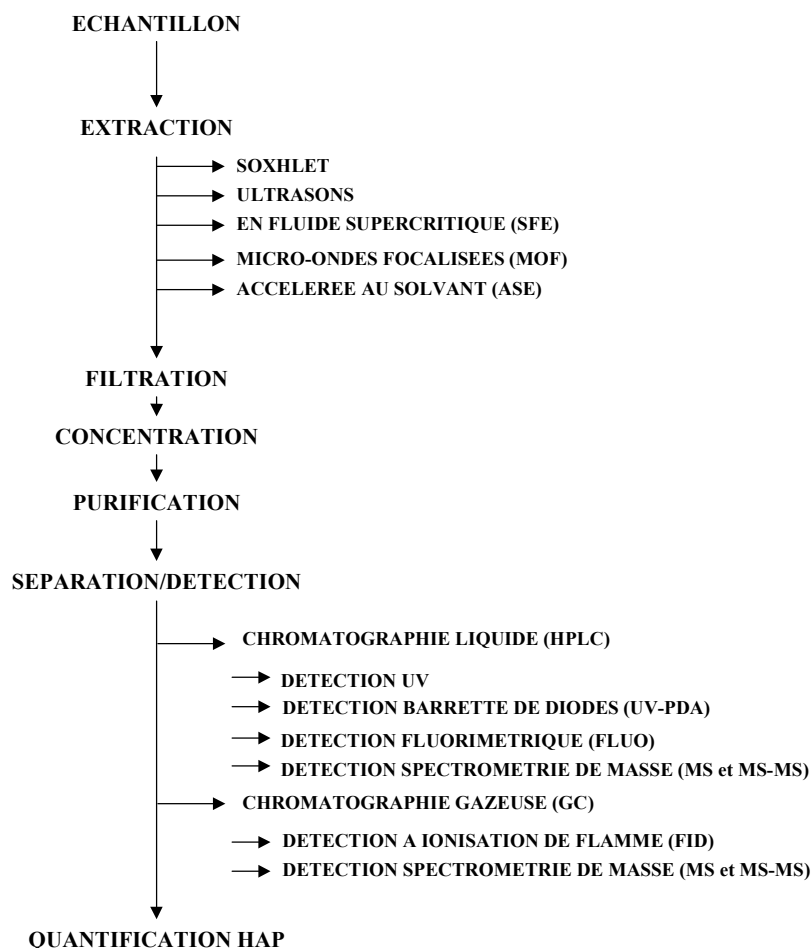 ECHANTILLON
EXTRACTION
SOXHLET
ULTRASONS
EN FLUIDE SUPERCRITIQUE (SFE)
MICRO-ONDES FOCALISEES (MOF)
ACCELEREE AU SOLVANT (ASE)
FILTRATION
CONCENTRATION
PURIFICATION
SEPARATION/DETECTION
CHROMATOGRAPHIE LIQUIDE (HPLC)
DETECTION UV
DETECTION BARRETTE DE DIODES (UV-PDA)
DETECTION FLUORIMETRIQUE (FLUO)
DETECTION SPECTROMETRIE DE MASSE (MS et MS-MS)
CHROMATOGRAPHIE GAZEUSE (GC)
DETECTION A IONISATION DE FLAMME (FID)
DETECTION SPECTROMETRIE DE MASSE (MS et MS-MS)
QUANTIFICATION HAP